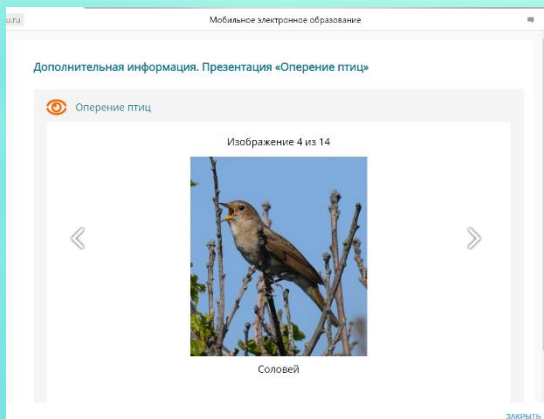 u.ru
Мобильное электронное образование
Дополнительная информация. Презентация «Оперение птиц»
Оперение птиц
Изображение 4 из 14
Соловей
ЗАКРЫТЬ